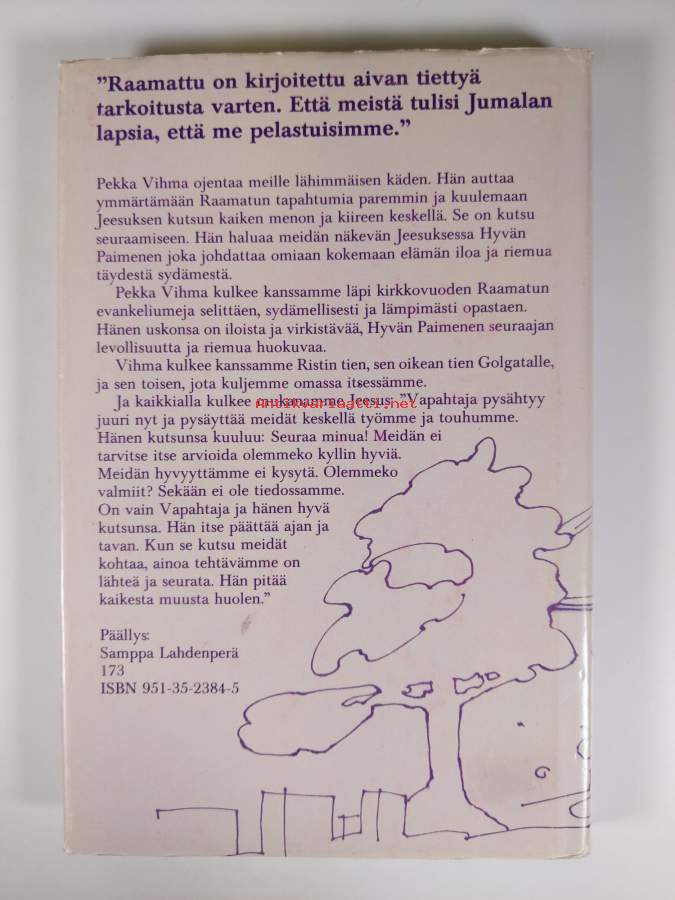 ”Raamattu on kirjoitettu aivan tiettyä
tarkoitusta varten. Että meistä tulisi Jumalan
lapsia, että me pelastuisimme.”
Pekka Vihma ojentaa meille lähimmäisen käden. Hän auttaa
ymmärtämään Raamatun tapahtumia paremmin ja kuulemaan
Jeesuksen kutsun kaiken menon ja kiireen keskellä. Se on kutsu
seuraamiseen. Hän haluaa meidän näkevän Jeesuksessa Hyvän
Paimenen joka johdattaa omiaan kokemaan elämän iloa ja riemua
täydestä sydämestä.
Pekka Vihma kulkee kanssamme läpi kirkkovuoden Raamatun
evankeliumeja selittäen, sydämellisesti ja lämpimästi opastaen.
Hänen uskonsa on iloista ja virkistävää, Hyvän Paimenen seuraajan
levollisuutta ja riemua huokuvaa.
Vihma kulkee kanssamme Ristin tien, sen oikean tien Golgatalle,
ja sen toisen, jota kuljemme omassa itsessämme.
Ja kaikkialla kulkee mukanamme Jeesus: ”Vapahtaja pysähtyy
Antikvariaatti.net
juuri nyt ja pysäyttää meidät keskellä työmme ja touhumme.
Hänen kutsunsa kuuluu: Seuraa minua! Meidän ei
tarvitse itse arvioida olemmeko kyllin hyviä.
Meidän hyvyyttämme ei kysytä. Olemmeko
valmiit? Sekään ei ole tiedossamme.
On vain Vapahtaja ja hänen hyvä
kutsunsa. Hän itse päättää ajan ja
tavan. Kun se kutsu meidät
kohtaa, ainoa tehtävämme on
lähteä ja seurata. Hän pitää
kaikesta muusta huolen.”
Päällys:
Samppa Lahdenperä
173
ISBN 951-35-2384-5